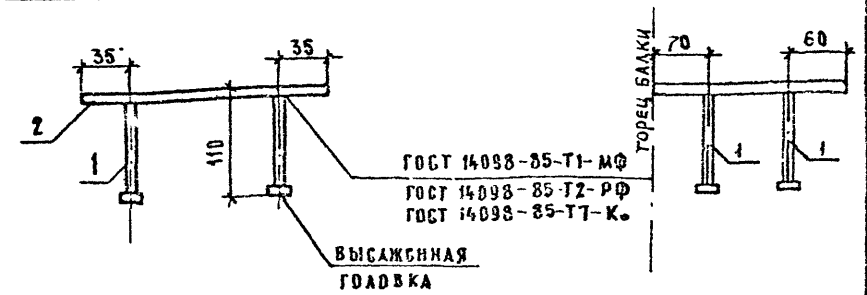 35
35
70
60
ТОРЕЦ БАЛКИ
2
1
110
1
1
ГОСТ 14098-85-Т1-МФ
ГОСТ 14098-85-Т2-РФ
ГОСТ 14098-85-Т7-Ко
ВЫСАЖЕННАЯ
ГОЛОВКА